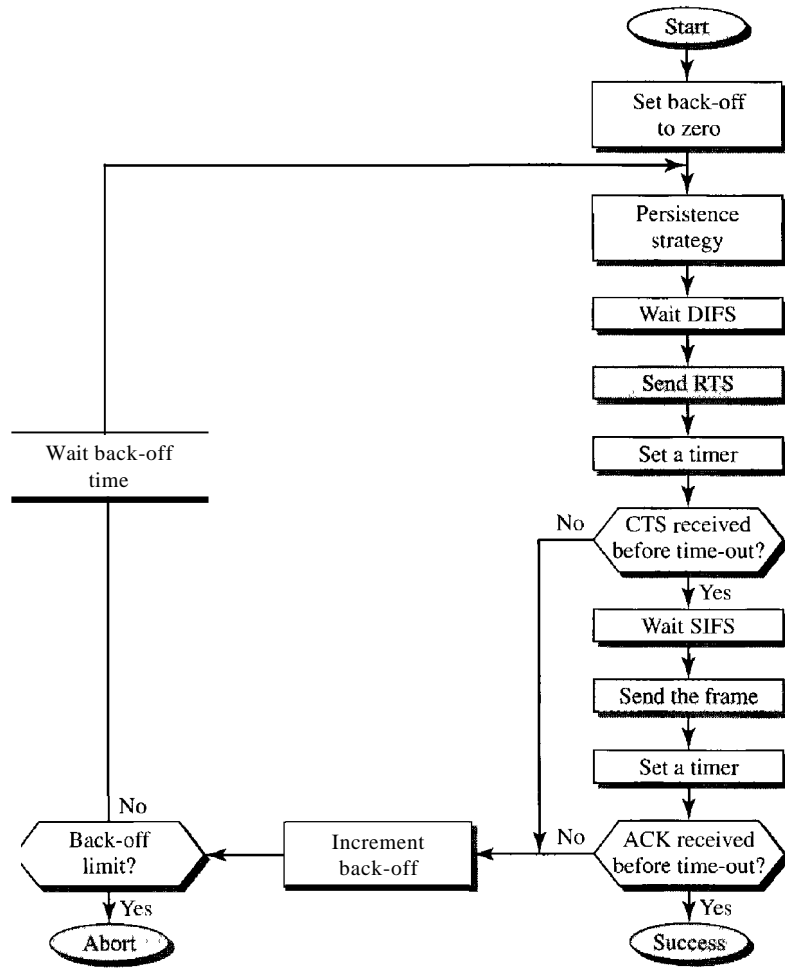 Start
Set back-off
to zero
Persistence
strategy
Wait DIFS
Send RTS
Set a timer
Wait back-off
time
CTS received
before time-out?
No
Yes
Wait SIFS
Send the frame
Set a timer
ACK received
before time-out?
No
Yes
Increment
back-off
Back-off
limit?
No
Yes
Abort
Success